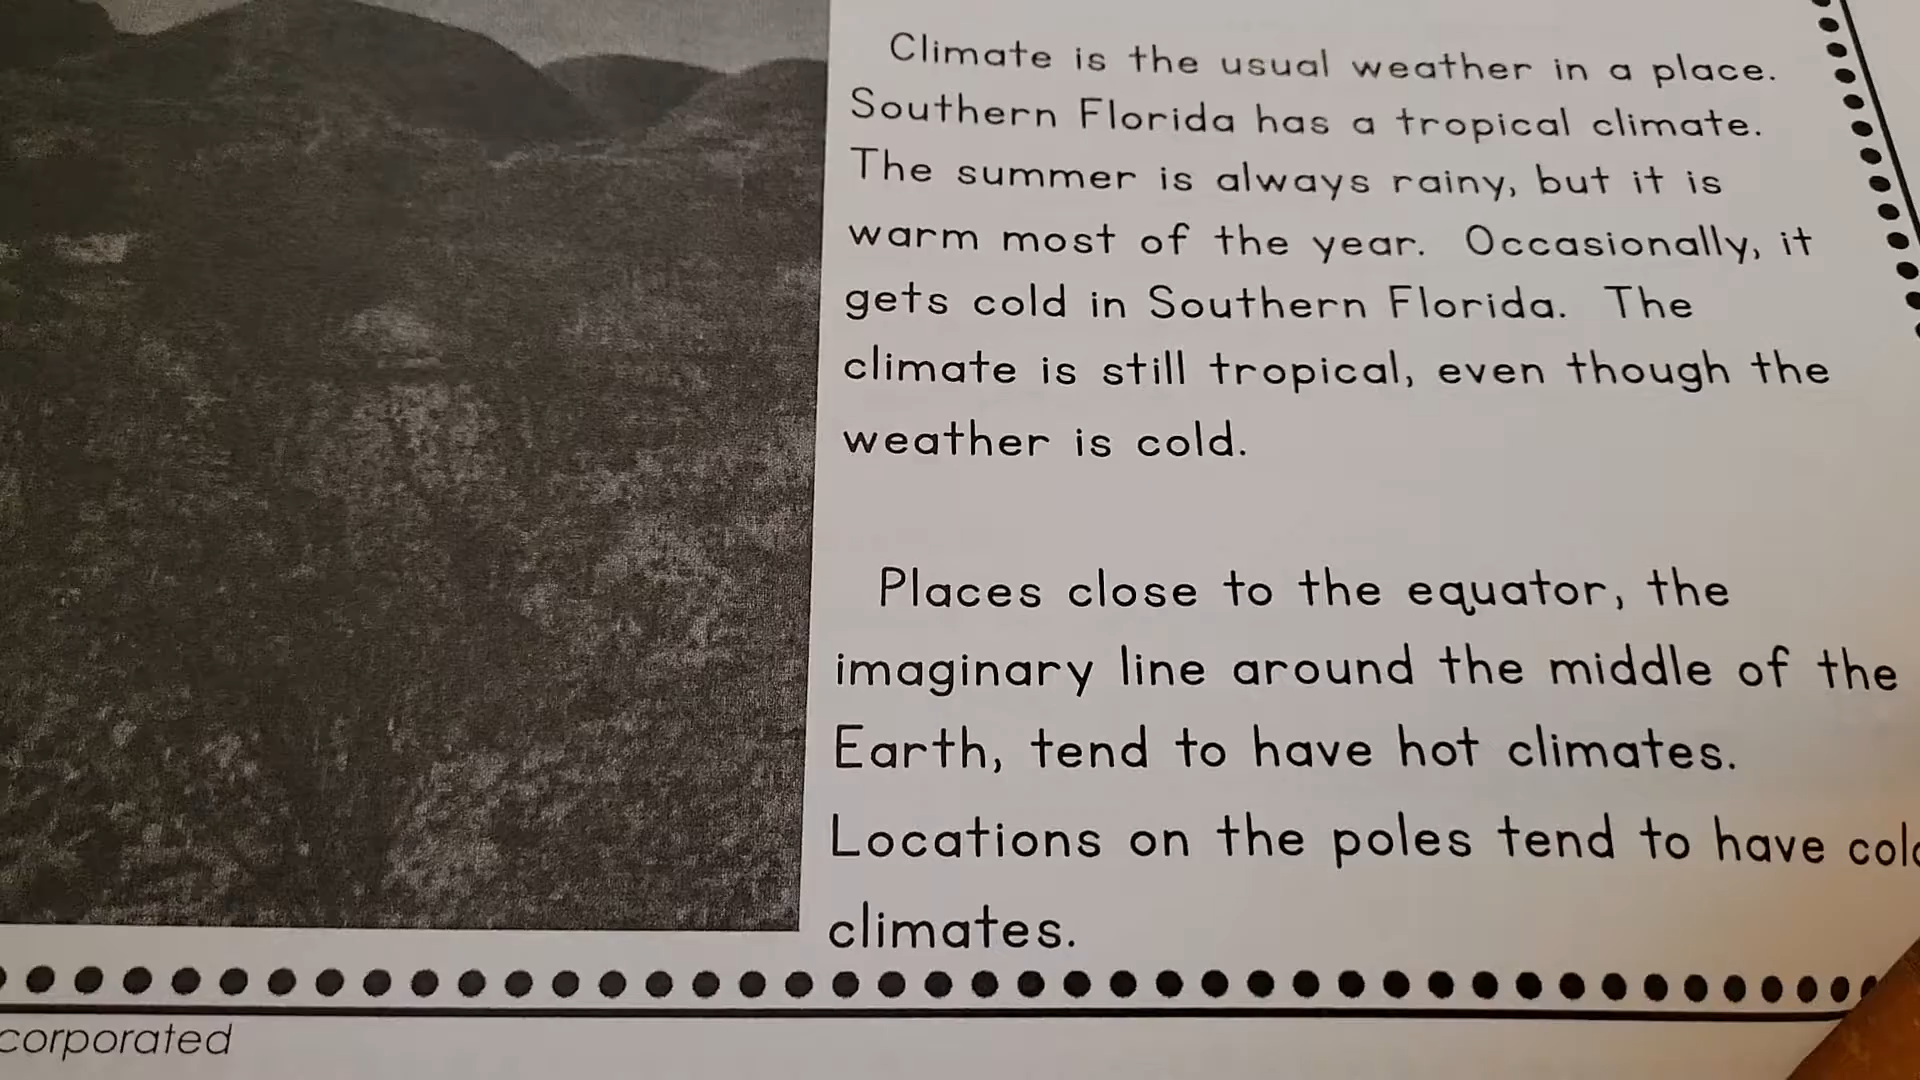 Climate is the usual weather in a place.
Southern Florida has a tropical climate.
The summer is always rainy, but it is
warm most of the year. Occasionally, it
gets cold in Southern Florida. The
climate is still tropical, even though the
weather is cold.
Places close to the equator, the
imaginary line around the middle of the
Earth, tend to have hot climates.
Locations on the poles tend to have cold
climates.
corporated